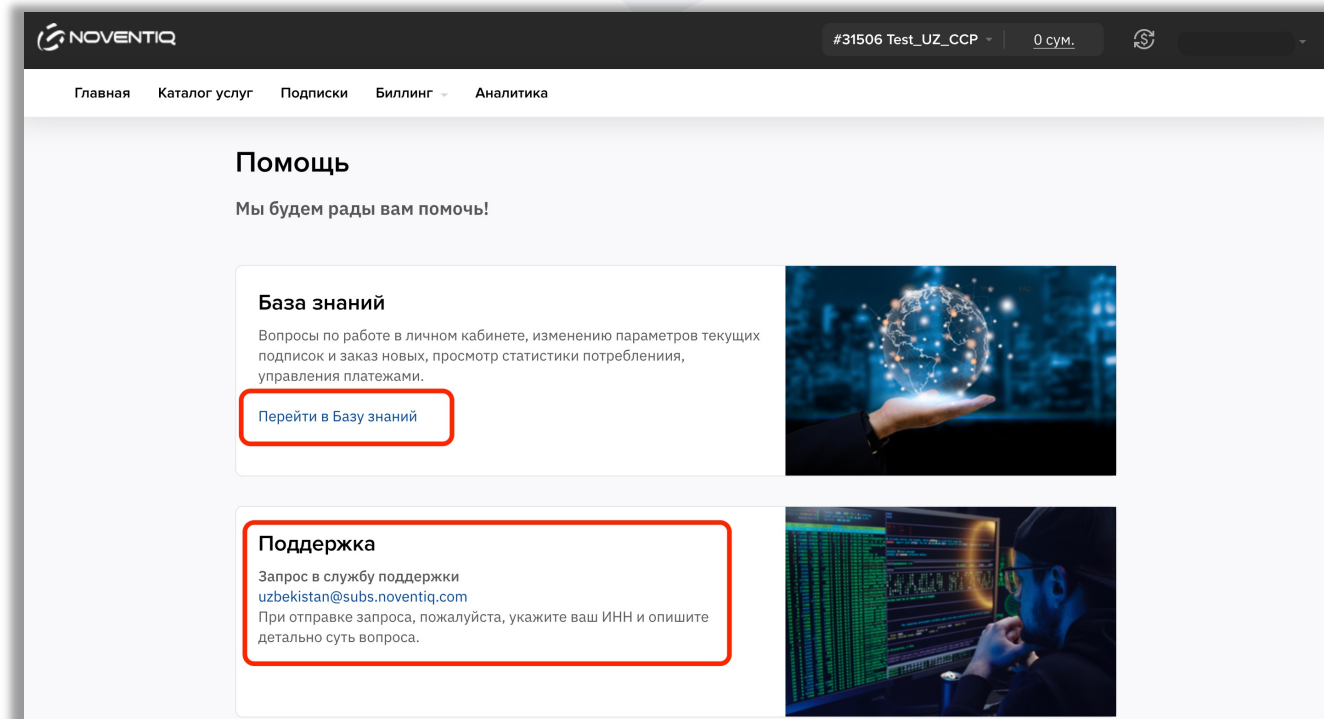 NOVENTIQ
#31506 Test_UZ_CCP
0 сум.
Главная Каталог услуг Подписки Биллинг Аналитика
Помощь
Мы будем рады вам помочь!
База знаний
Вопросы по работе в личном кабинете, изменению параметров текущих
подписок и заказ новых, просмотр статистики потреблениия,
управления платежами.
Перейти в Базу знаний
Поддержка
Запрос в службу поддержки
uzbekistan@subs.noventiq.com
При отправке запроса, пожалуйста, укажите ваш ИНН и опишите
детально суть вопроса.